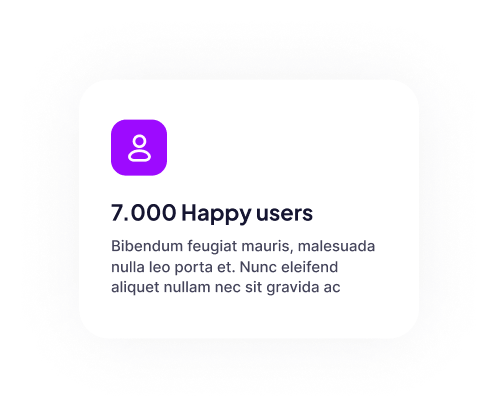 7.000 Happy users
Bibendum feugiat mauris, malesuada
nulla leo porta et. Nunc eleifend
aliquet nullam nec sit gravida ac